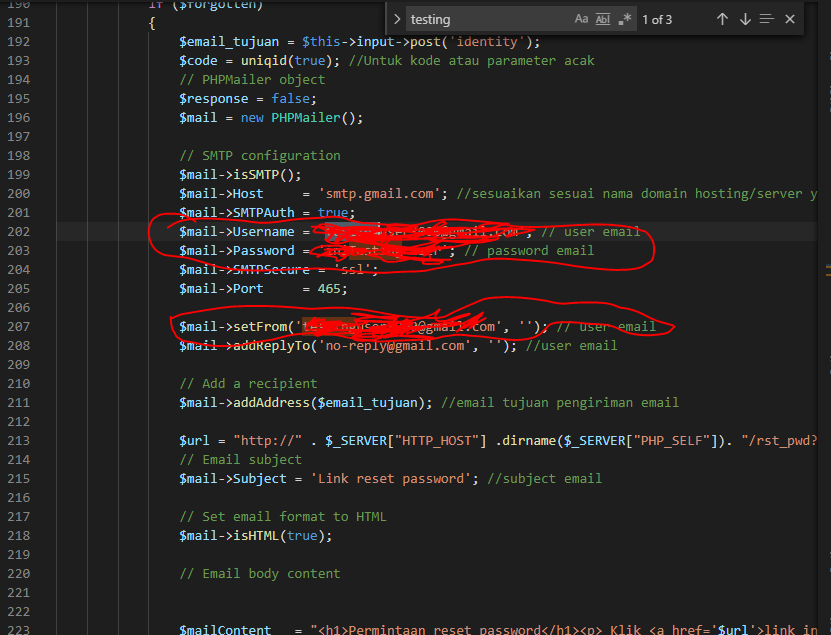 testing
Aa Abl .* 1 of 3
190 if ($forgotten)
191 {
192 $email_tujuan = $this->input->post('identity');
193 $code = uniqid(true); //Untuk kode atau parameter acak
194 // PHPMailer object
195 $response = false;
196 $mail = new PHPMailer();
197
198 // SMTP configuration
199 $mail->isSMTP();
200 $mail->Host = 'smtp.gmail.com'; //sesuaikan sesuai nama domain hosting/server y
201 $mail->SMTPAuth = true;
202 $mail->Username = @gmail.com'; // user email
203 $mail->Password = '; // password email
204 $mail->SMTPSecure = 'ssl';
205 $mail->Port = 465;
206
207 $mail->setFrom(' @gmail.com', ''); // user email
208 $mail->addReplyTo('no-reply@gmail.com', ''); //user email
209
210 // Add a recipient
211 $mail->addAddress($email_tujuan); //email tujuan pengiriman email
212
213 $url = "http://" . $_SERVER["HTTP_HOST"] .dirname($_SERVER["PHP_SELF"]). "/rst_pwd?
214 // Email subject
215 $mail->Subject = 'Link reset password'; //subject email
216
217 // Set email format to HTML
218 $mail->isHTML(true);
219
220 // Email body content
221
222
223 $mailContent = "<h1>Permintaan reset password</h1><p> Klik <a href='$url'>link in